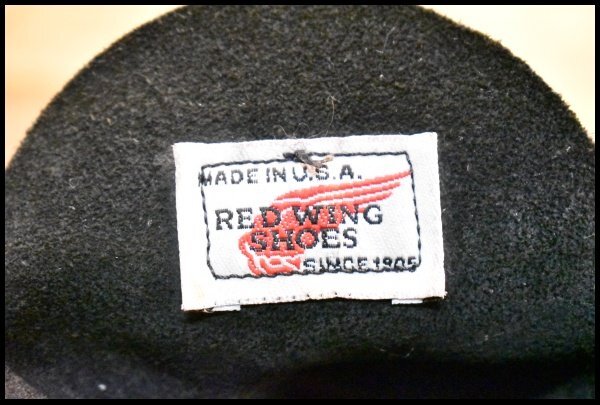 MADE IN U.S.A.
RED WING
SHOES
SINCE 1905